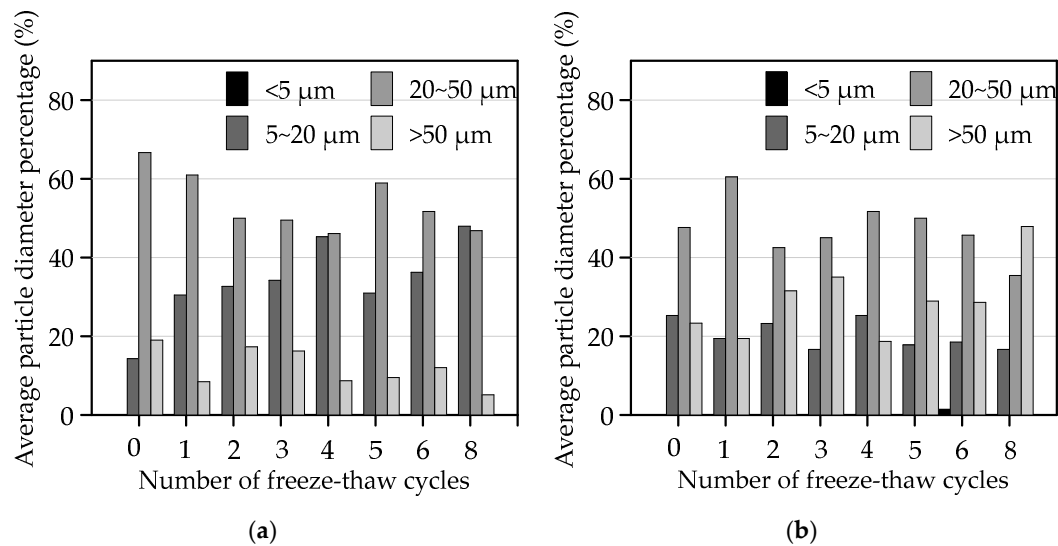 Average particle diameter percentage (%)
80
60
40
20
0
<5 μm
20~50 μm
5~20 μm
>50 μm
0 1 2 3 4 5 6 8
Number of freeze-thaw cycles
(a)
Average particle diameter percentage (%)
80
60
40
20
0
<5 μm
20~50 μm
5~20 μm
>50 μm
0 1 2 3 4 5 6 8
Number of freeze-thaw cycles
(b)